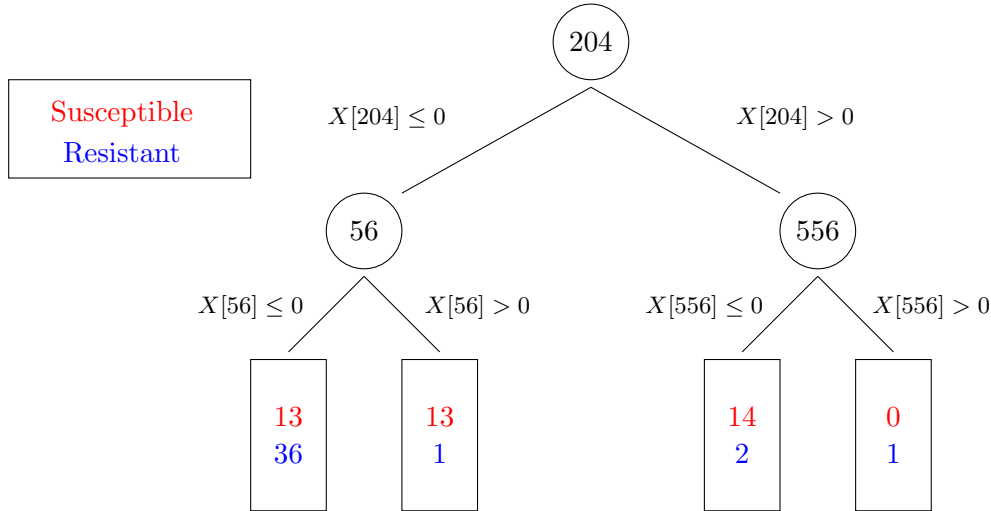 204
Susceptible
Resistant
X[204] ≤ 0
X[204] > 0
56
556
X[56] ≤ 0
X[56] > 0
X[556] ≤ 0
X[556] > 0
13
36
13
1
14
2
0
1